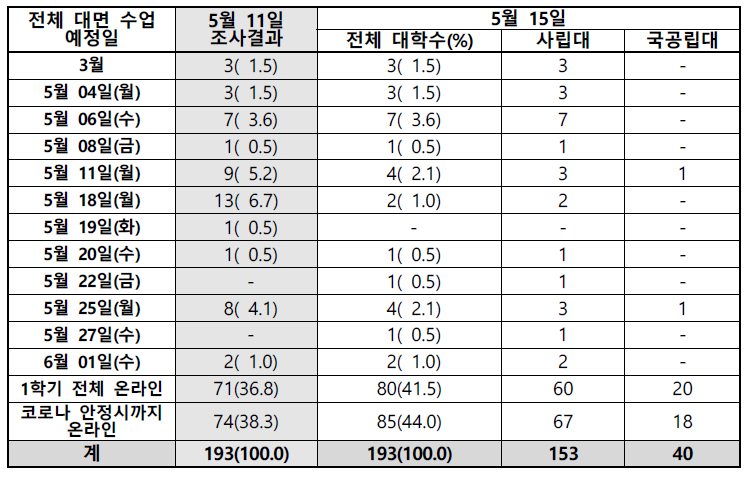 전체 대면 수업 예정일 | 5월 11일 조사결과 | 5월 15일
전체 대학수(%) | 사립대 | 국공립대
3월 | 3( 1.5) | 3( 1.5) | 3 | -
5월 04일(월) | 3( 1.5) | 3( 1.5) | 3 | -
5월 06일(수) | 7( 3.6) | 7( 3.6) | 7 | -
5월 08일(금) | 1( 0.5) | 1( 0.5) | 1 | -
5월 11일(월) | 9( 5.2) | 4( 2.1) | 3 | 1
5월 18일(월) | 13( 6.7) | 2( 1.0) | 2 | -
5월 19일(화) | 1( 0.5) | - | - | -
5월 20일(수) | 1( 0.5) | 1( 0.5) | 1 | -
5월 22일(금) | - | 1( 0.5) | 1 | -
5월 25일(월) | 8( 4.1) | 4( 2.1) | 3 | 1
5월 27일(수) | - | 1( 0.5) | 1 | -
6월 01일(수) | 2( 1.0) | 2( 1.0) | 2 | -
1학기 전체 온라인 | 71(36.8) | 80(41.5) | 60 | 20
코로나 안정시까지 온라인 | 74(38.3) | 85(44.0) | 67 | 18
계 | 193(100.0) | 193(100.0) | 153 | 40